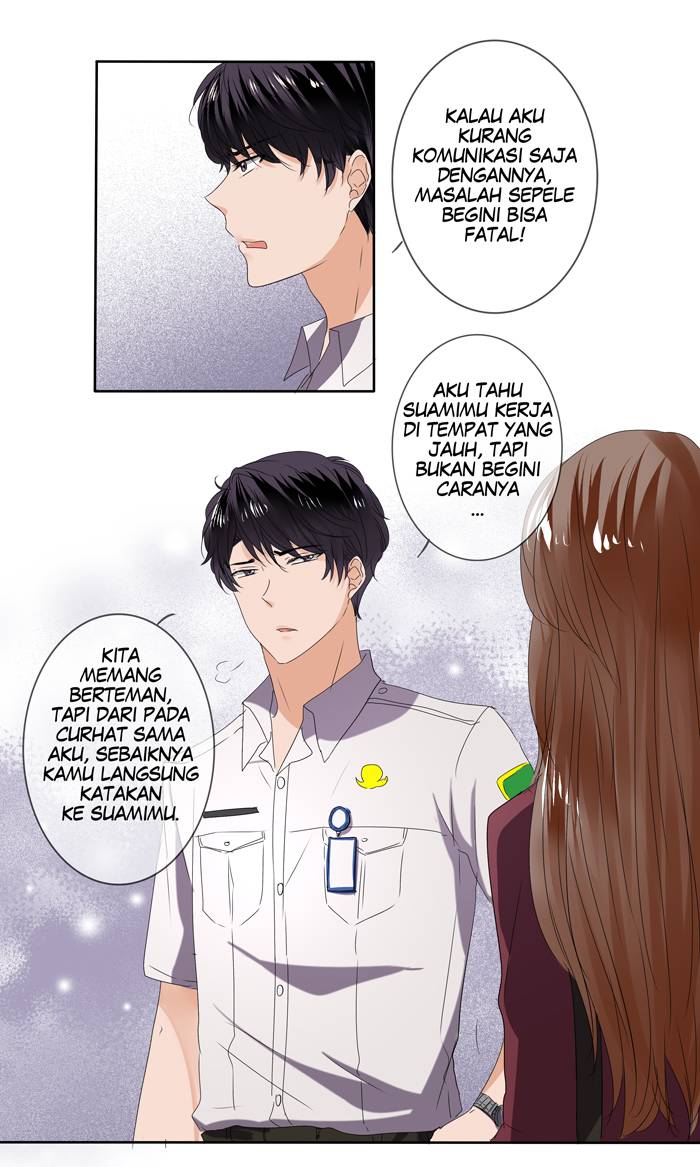 KALAU AKU
KURANG
KOMUNIKASI SAJA
DENGANNYA,
MASALAH SEPELE
BEGINI BISA
FATAL!
AKU TAHU
SUAMIMU KERJA
DI TEMPAT YANG
JAUH, TAPI
BUKAN BEGINI
CARANYA
...
KITA
MEMANG
BERTEMAN,
TAPI DARI PADA
CURHAT SAMA
AKU, SEBAIKNYA
KAMU LANGSUNG
KATAKAN
KE SUAMIMU.